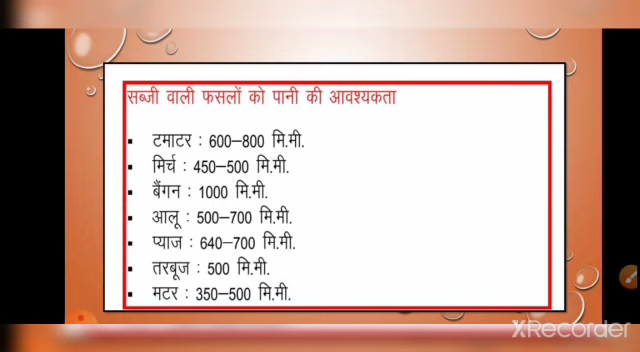 सब्जी वाली फसलों को पानी की आवश्यकता
▪ टमाटर : 600–800 मि.मी.
▪ मिर्च : 450–500 मि.मी.
▪ बैंगन : 1000 मि.मी.
▪ आलू : 500–700 मि.मी.
▪ प्याज : 640–700 मि.मी.
▪ तरबूज : 500 मि.मी.
▪ मटर : 350–500 मि.मी.
XRecorder